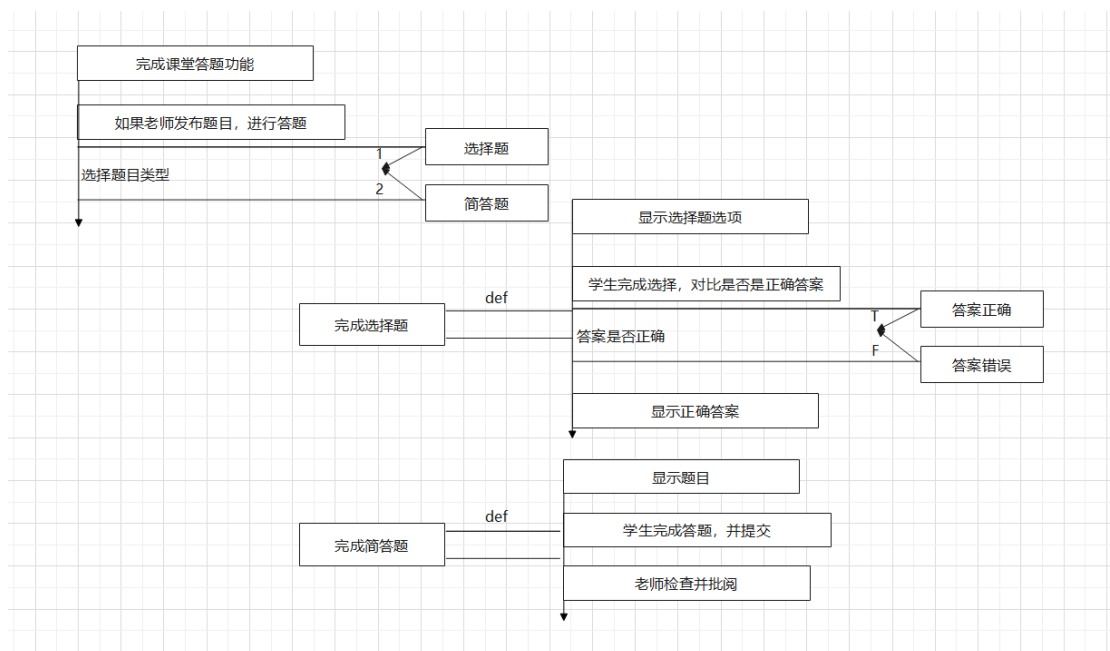 完成课堂答题功能
如果老师发布题目，进行答题
1
选择题
选择题目类型
2
简答题
显示选择题选项
学生完成选择，对比是否是正确答案
def
完成选择题
T
答案正确
答案是否正确
F
答案错误
显示正确答案
显示题目
def
学生完成答题，并提交
完成简答题
老师检查并批阅